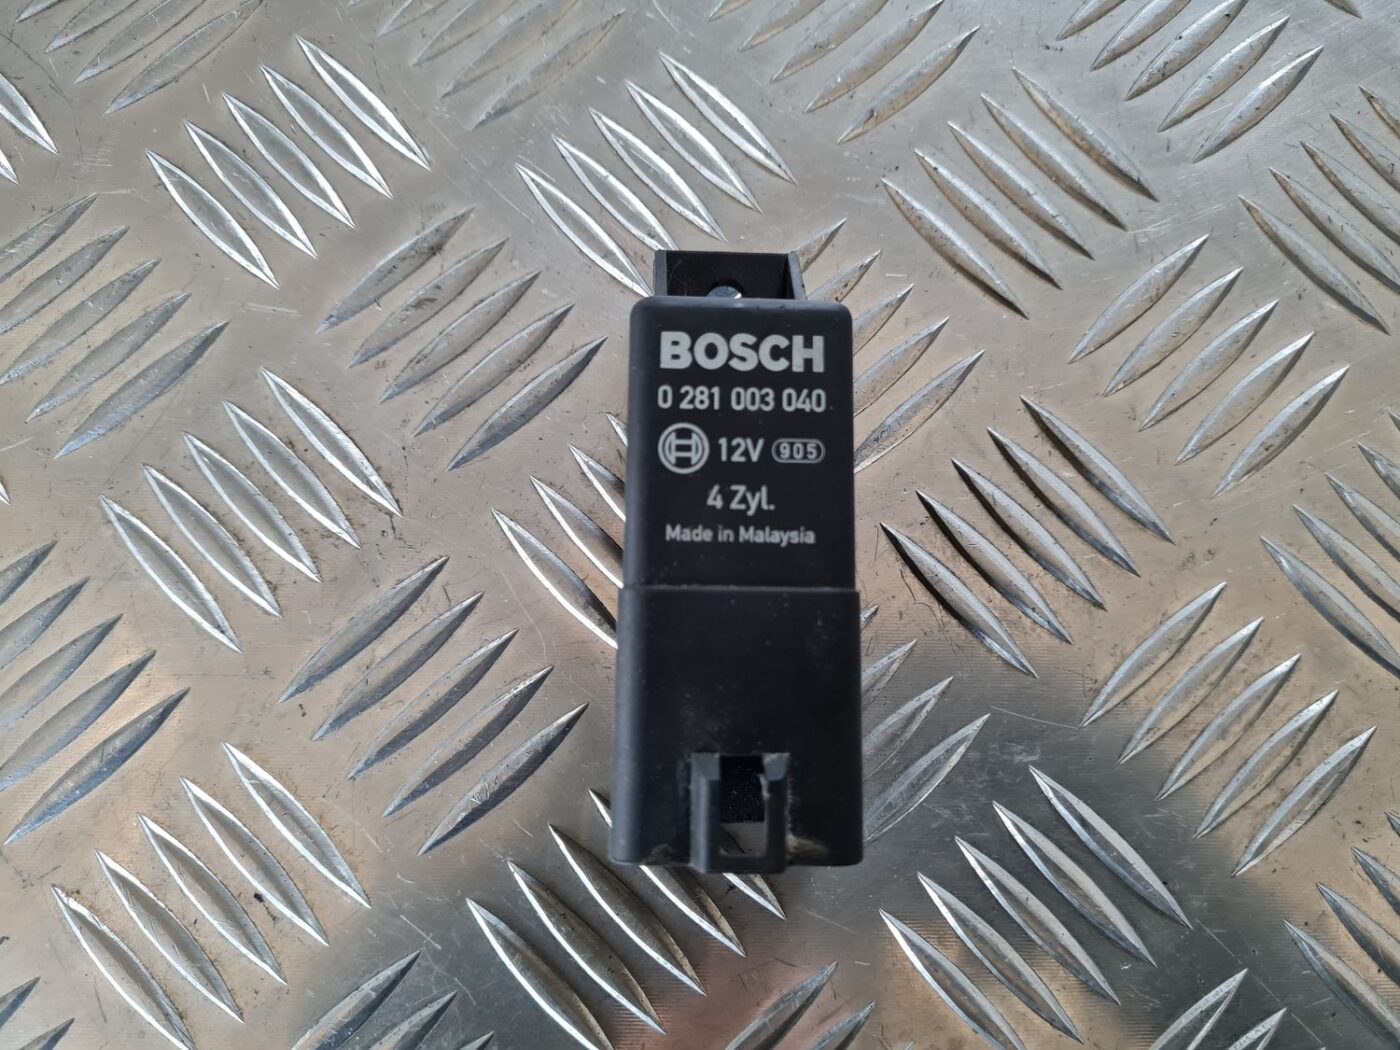 BOSCH
0 281 003 040
12V 905
4 Zyl.
Made in Malaysia